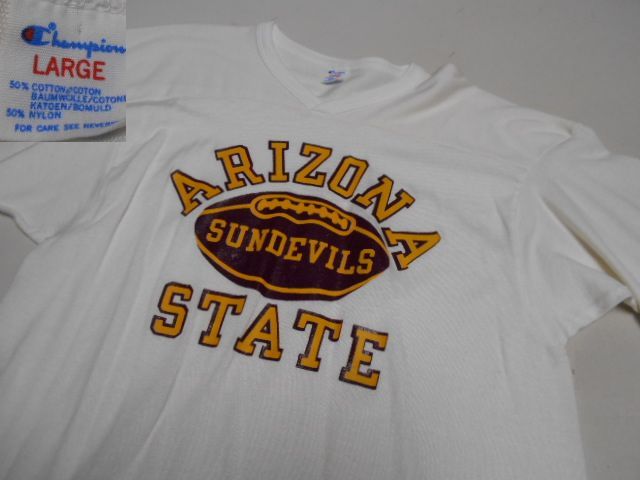 Champion
LARGE
50% COTTON/COTON
BAUMWOLLE/COTONE
KATOEN/BOMULD
50% NYLON
FOR CARE SEE REVERSE
ARIZONA
SUNDEVILS
STATE